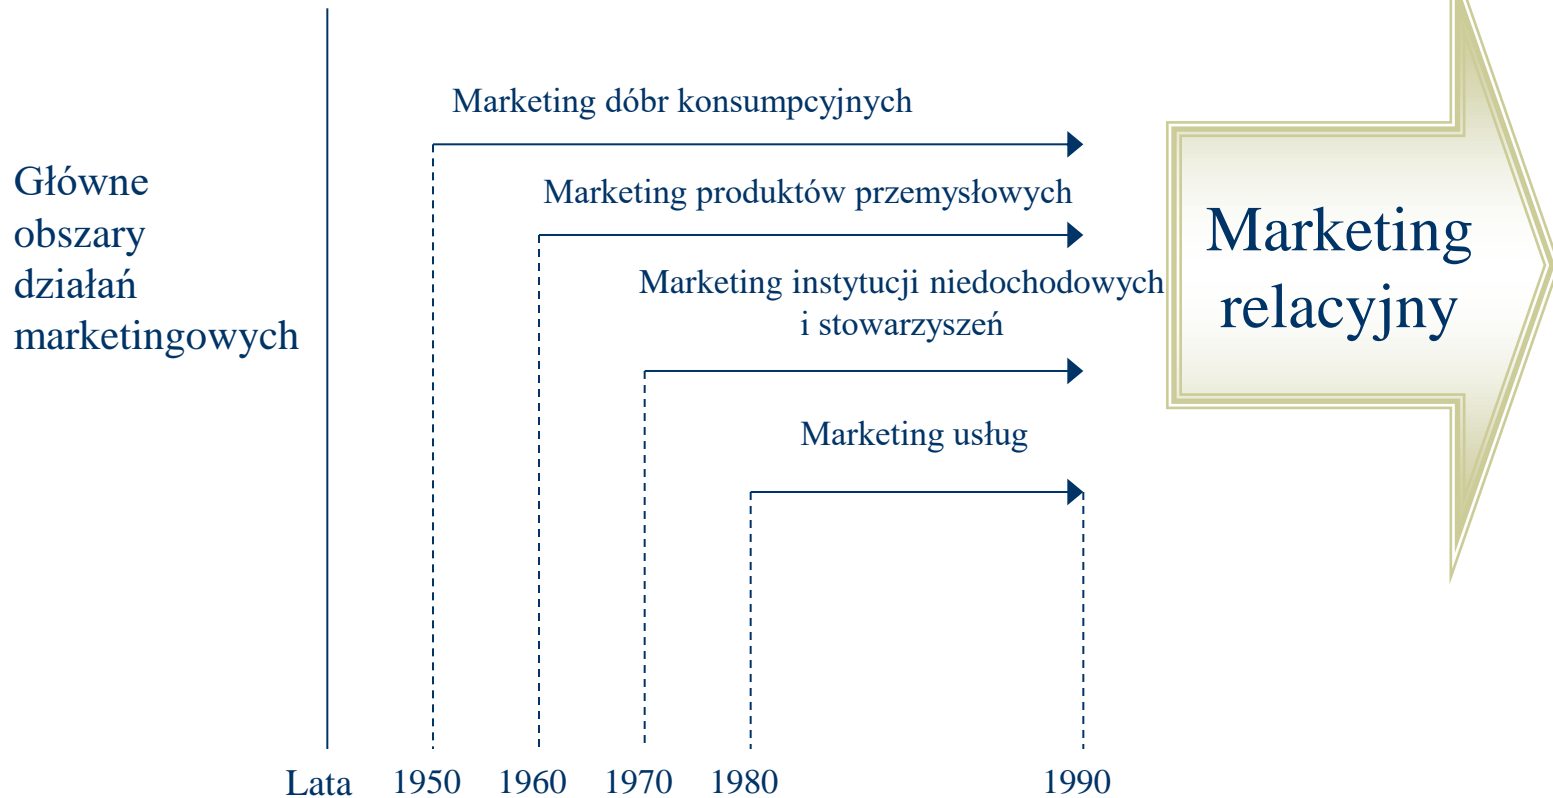 Główne
obszary
działań
marketingowych
Marketing dóbr konsumpcyjnych
Marketing produktów przemysłowych
Marketing instytucji niedochodowych
i stowarzyszeń
Marketing usług
Marketing
relacyjny
Lata 1950 1960 1970 1980 1990